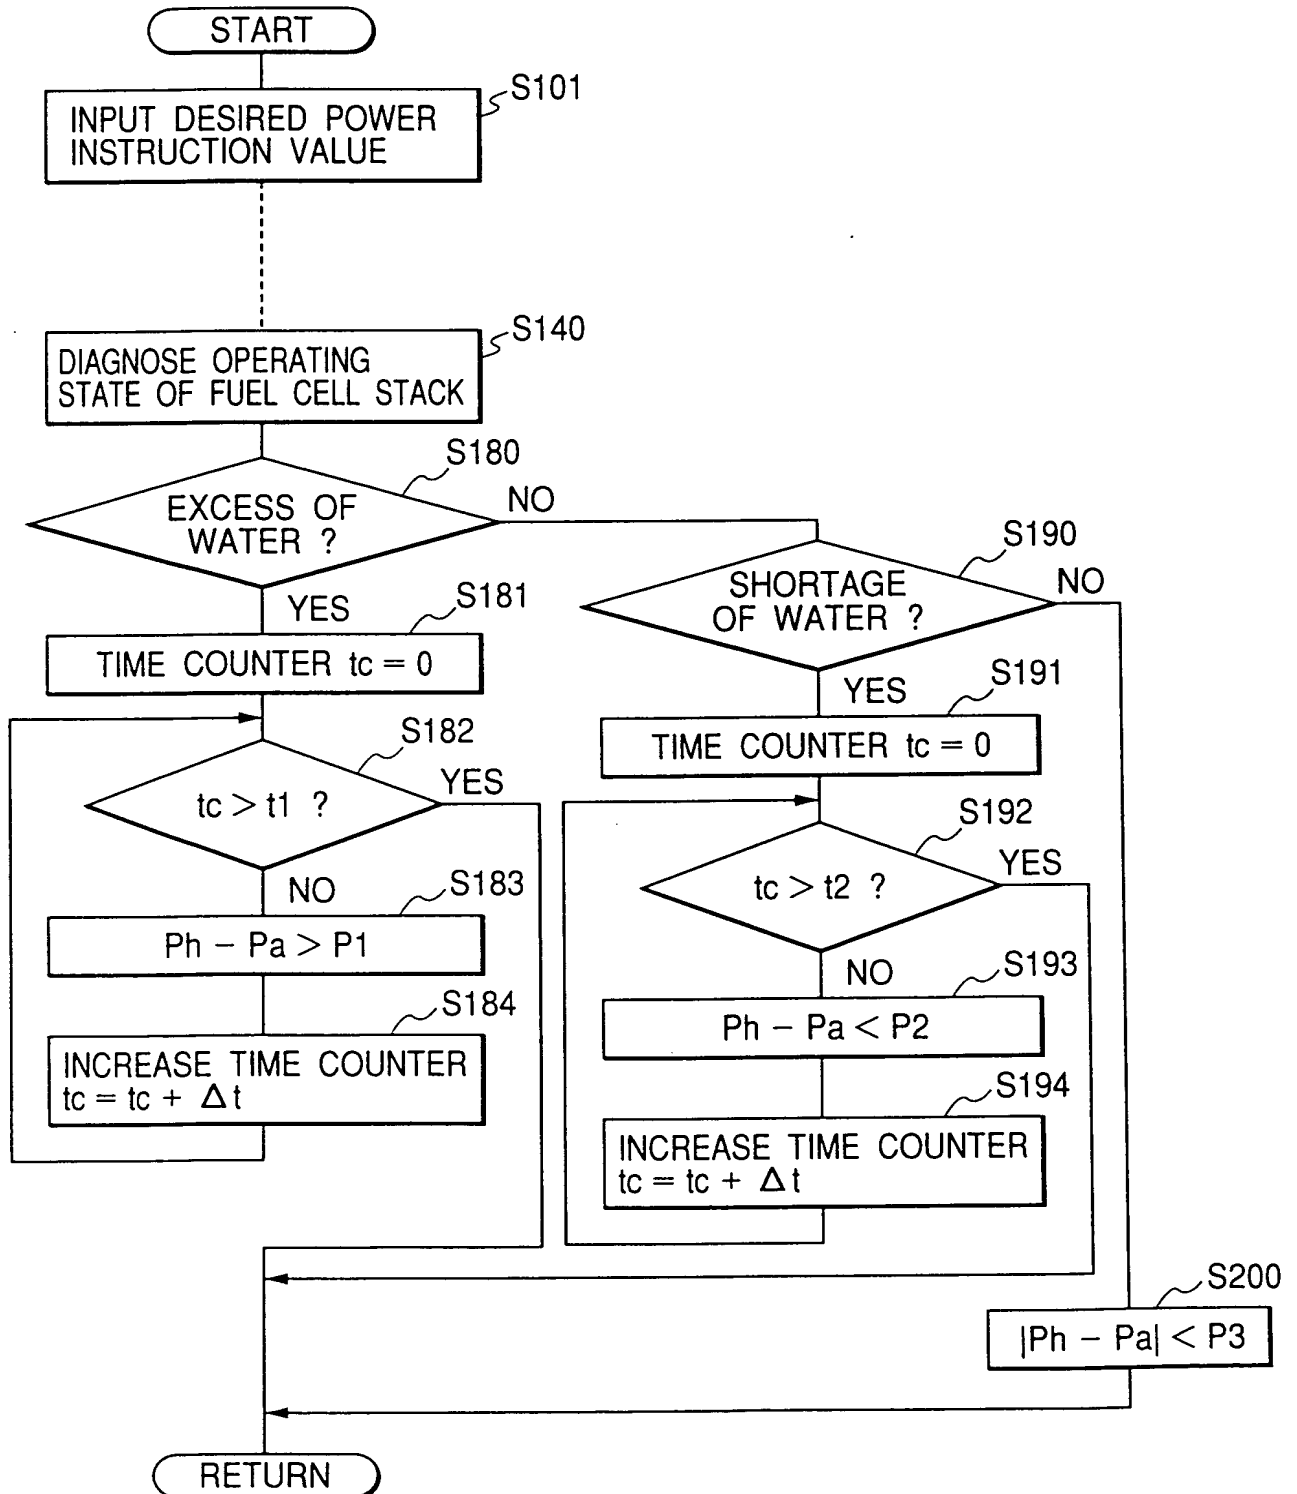 START
S101
INPUT DESIRED POWER
INSTRUCTION VALUE
S140
DIAGNOSE OPERATING
STATE OF FUEL CELL STACK
S180
EXCESS OF
WATER ?
NO
YES
S181
TIME COUNTER tc = 0
S182
tc > t1 ?
YES
NO
S183
Ph – Pa > P1
S184
INCREASE TIME COUNTER
tc = tc + Δt
S190
SHORTAGE
OF WATER ?
NO
YES
S191
TIME COUNTER tc = 0
S192
tc > t2 ?
YES
NO
S193
Ph – Pa < P2
S194
INCREASE TIME COUNTER
tc = tc + Δt
S200
|Ph – Pa| < P3
RETURN